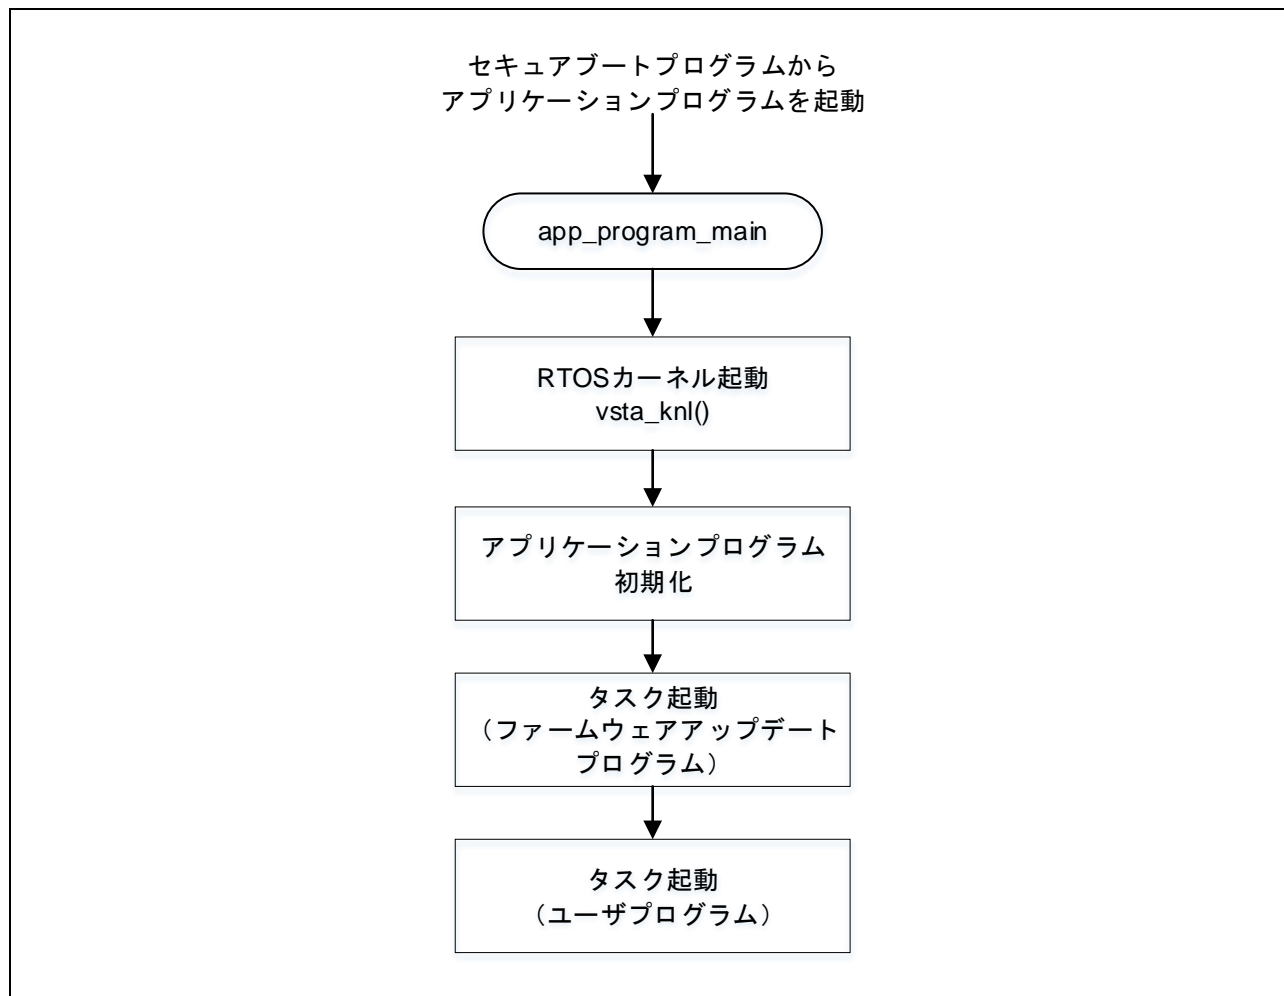 セキュアブートプログラムから
アプリケーションプログラムを起動
app_program_main
RTOSカーネル起動
vsta_knl()
アプリケーションプログラム
初期化
タスク起動
（ファームウェアアップデート
プログラム）
タスク起動
（ユーザプログラム）